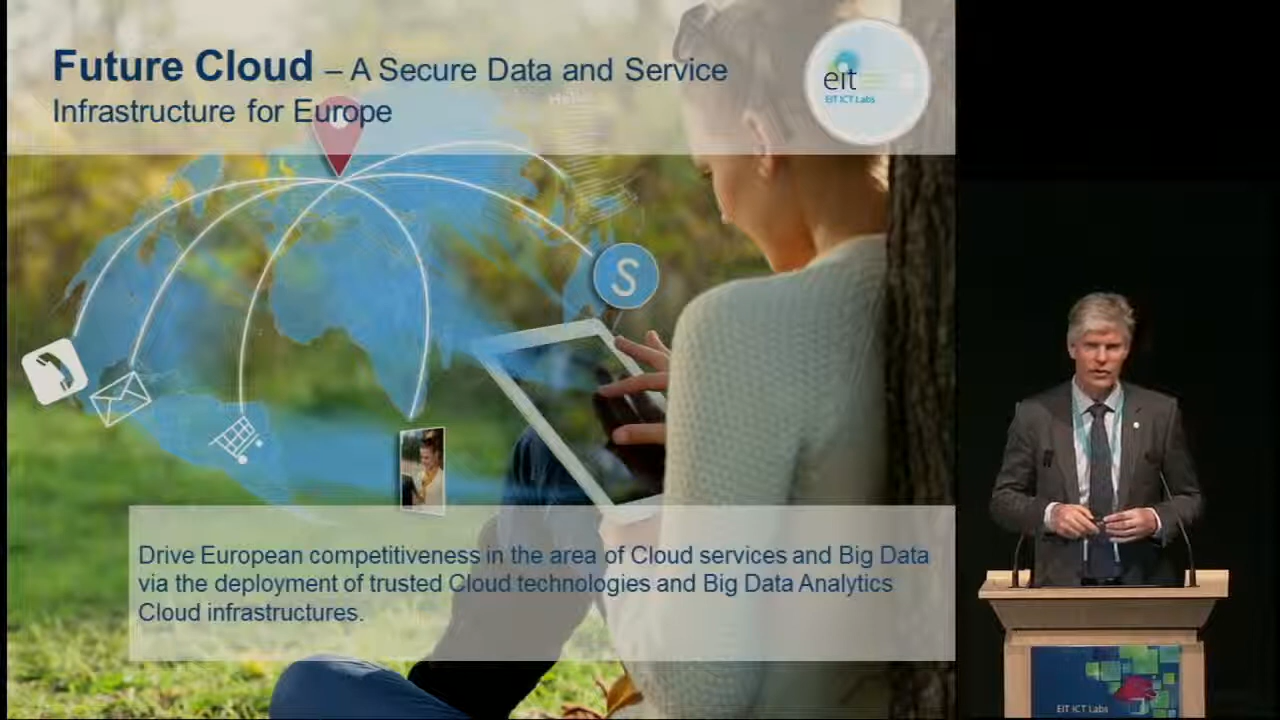 Future Cloud – A Secure Data and Service
Infrastructure for Europe
eit
EIT ICT Labs
S
Drive European competitiveness in the area of Cloud services and Big Data
via the deployment of trusted Cloud technologies and Big Data Analytics
Cloud infrastructures.
EIT ICT Labs